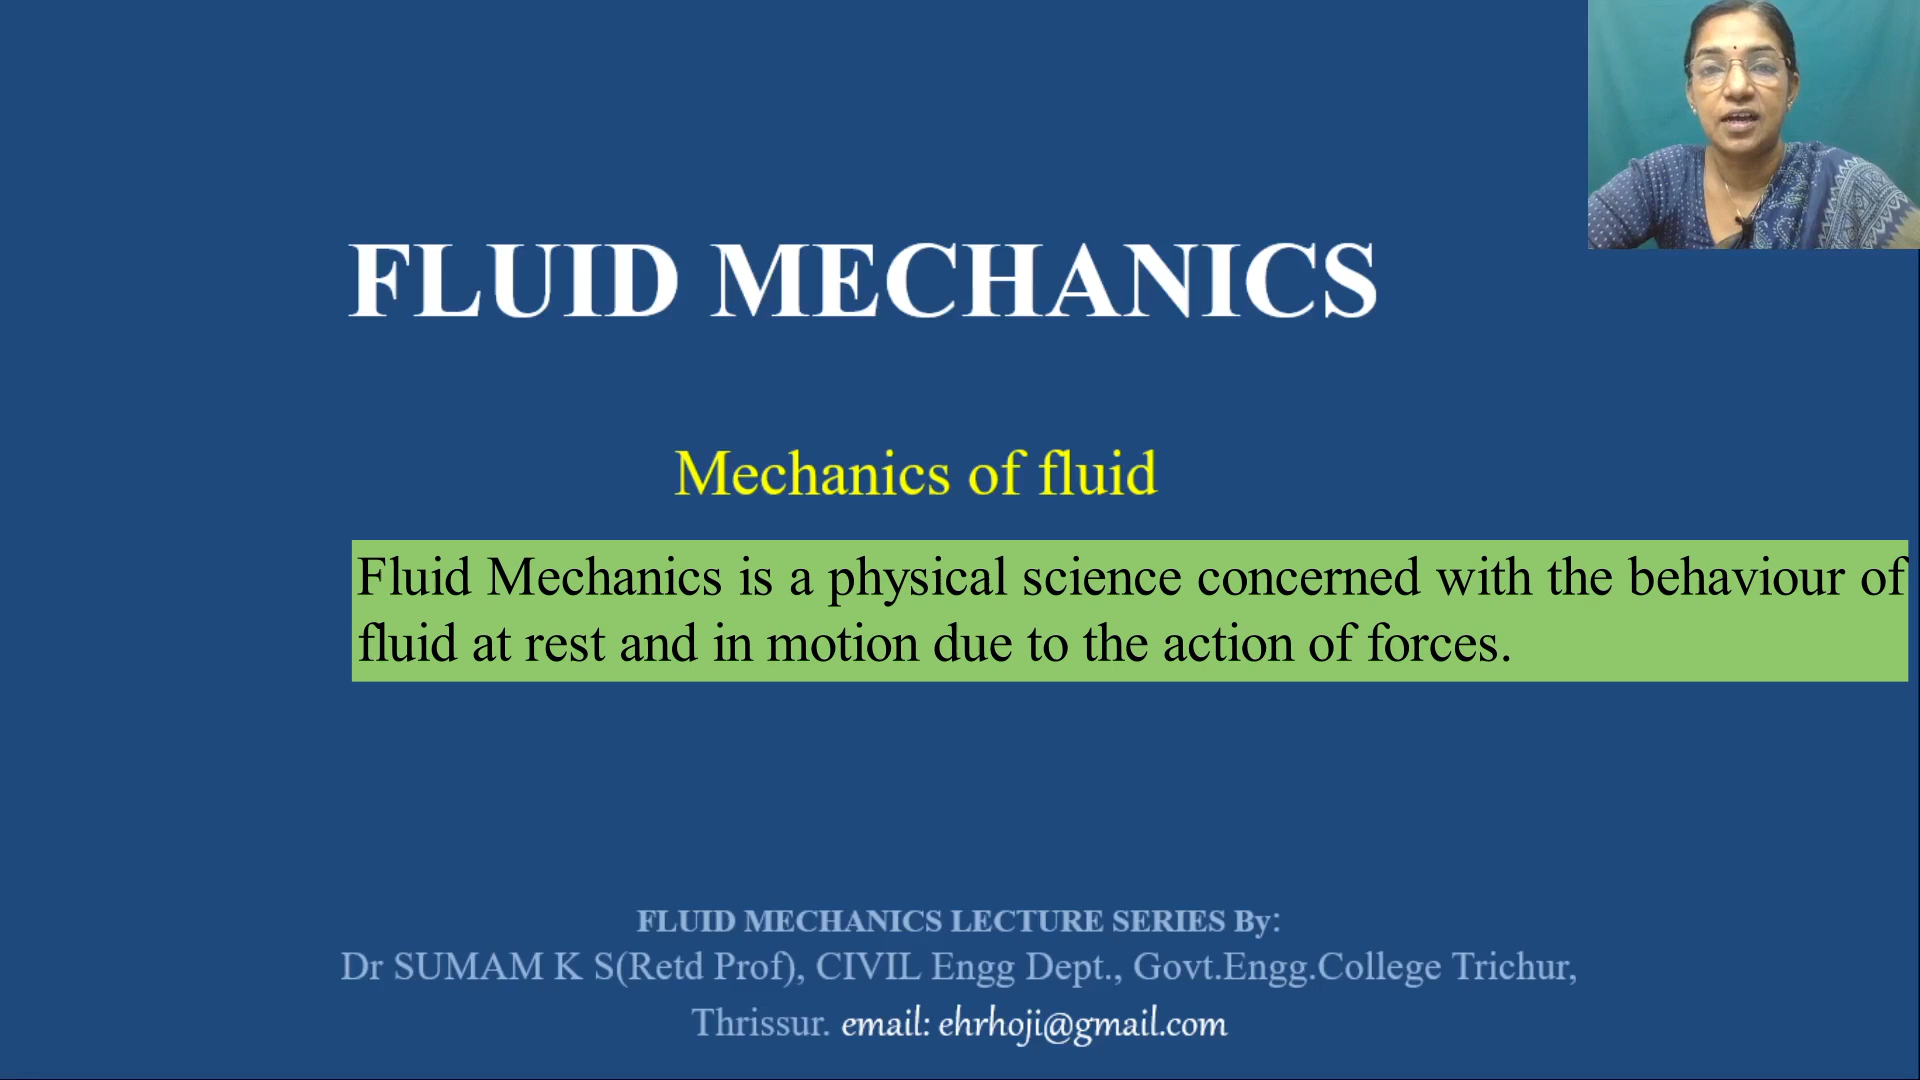 FLUID MECHANICS
Mechanics of fluid
Fluid Mechanics is a physical science concerned with the behaviour of
fluid at rest and in motion due to the action of forces.
FLUID MECHANICS LECTURE SERIES By:
Dr SUMAM K S(Retd Prof), CIVIL Engg Dept., Govt.Engg.College Trichur,
Thrissur. email: ehrhoji@gmail.com